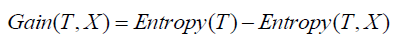 Gain(T, X) = Entropy(T) − Entropy(T, X)